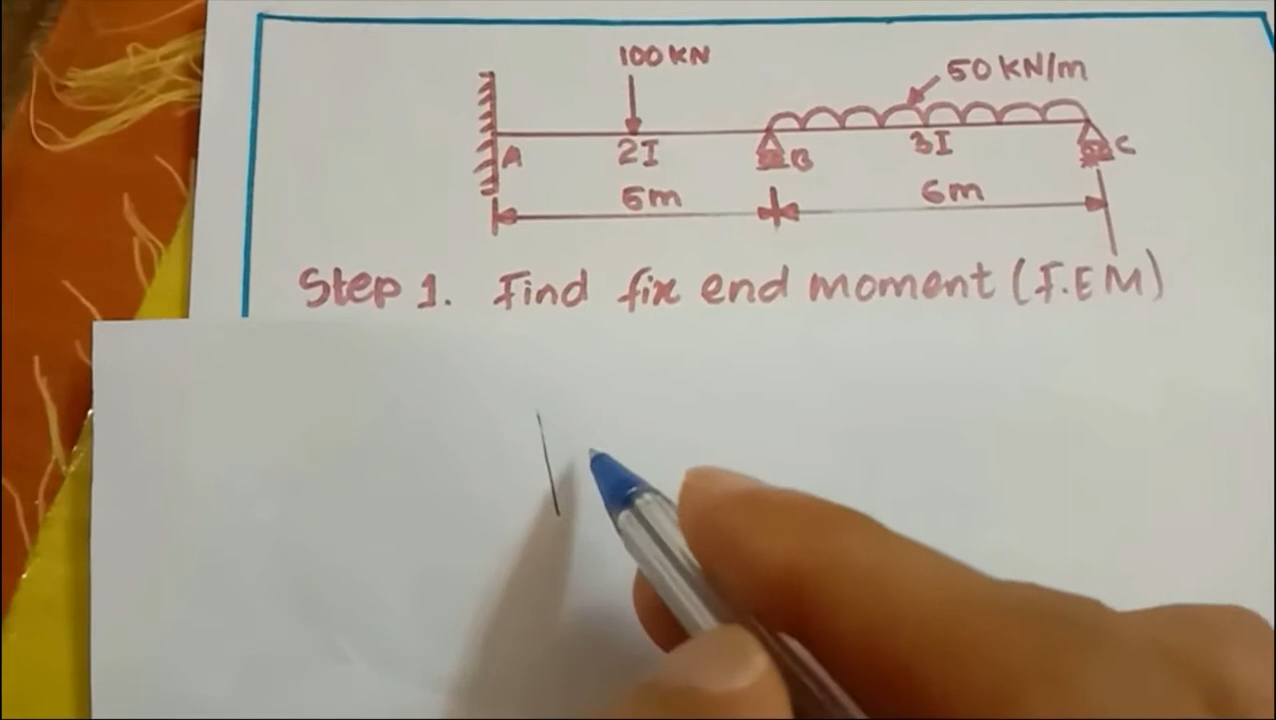 100 KN
50 KN/m
A 2I B 3I C
5m 6m
Step 1. Find fix end moment (F.E M)